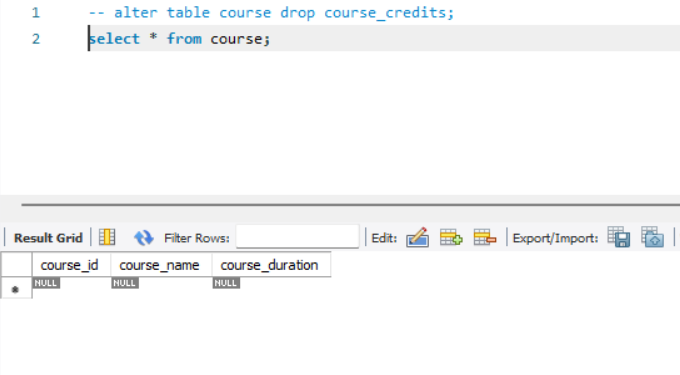 1 -- alter table course drop course_credits;
2 select * from course;
Result Grid Filter Rows: Edit: Export/Import:
course_id course_name course_duration
* NULL NULL NULL